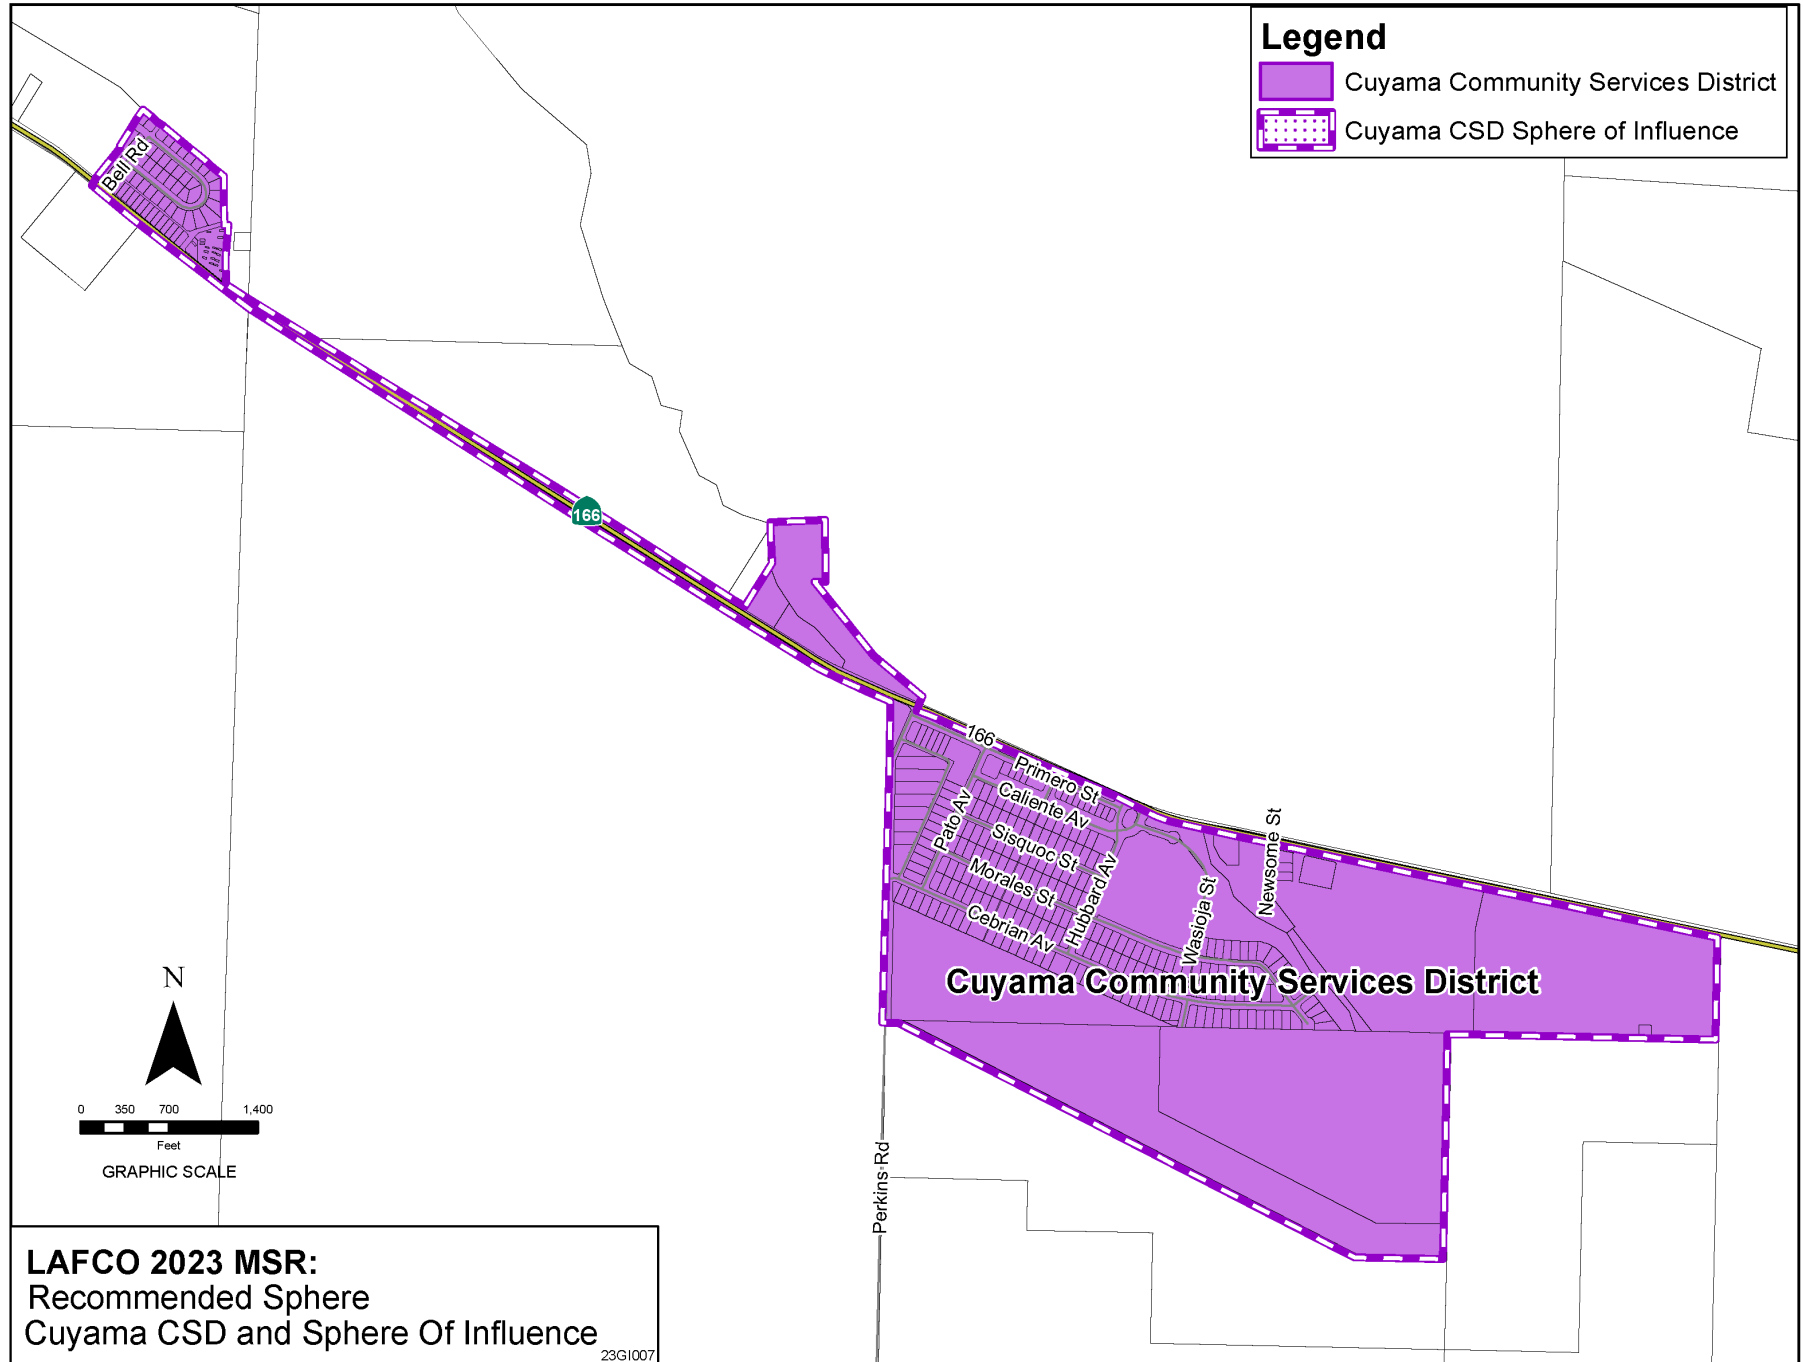 Legend
Cuyama Community Services District
Cuyama CSD Sphere of Influence
Bell Rd
166
166
Primero St
Caliente Av
Pato Av
Sisquoc St
Morales St
Hubbard Av
Cebrian Av
Wasioja St
Newsome St
Cuyama Community Services District
Perkins Rd
N
0 350 700 1,400
Feet
GRAPHIC SCALE
LAFCO 2023 MSR:
Recommended Sphere
Cuyama CSD and Sphere Of Influence
23GI007